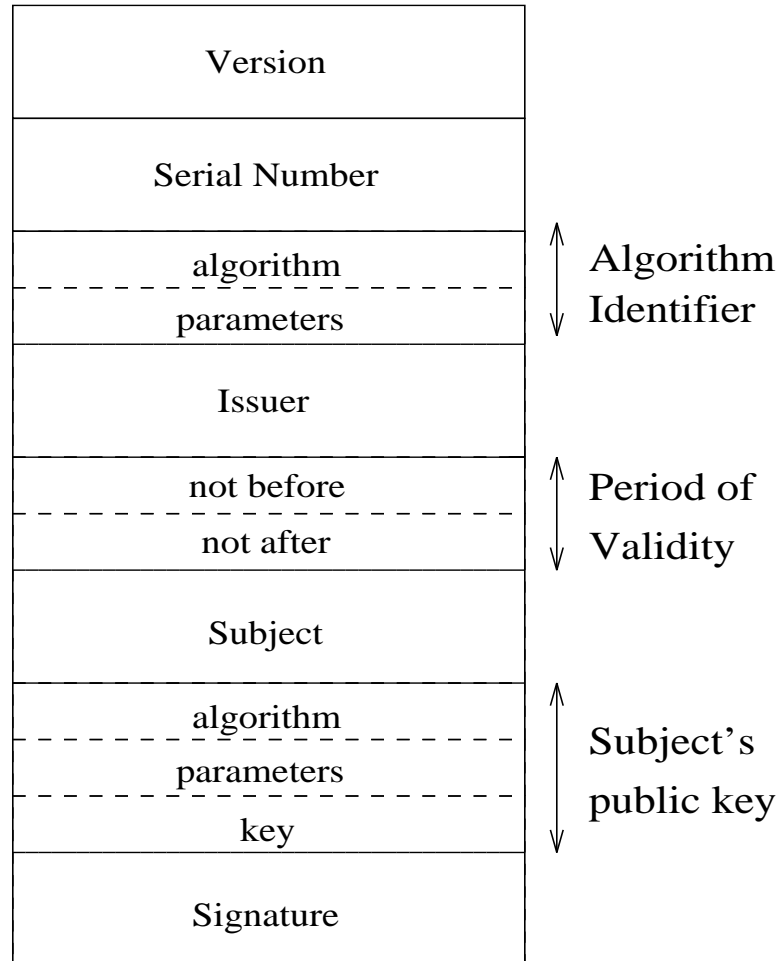 Version
Serial Number
algorithm
parameters
Algorithm
Identifier
Issuer
not before
not after
Period of
Validity
Subject
algorithm
parameters
key
Subject’s
public key
Signature